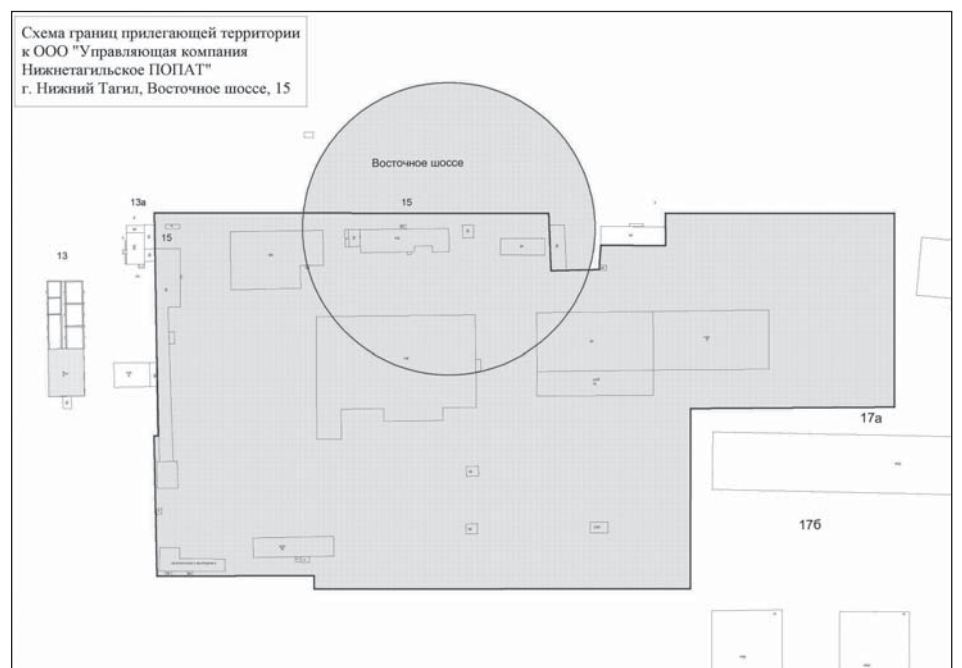 Схема границ прилегающей территории
к ООО "Управляющая компания
Нижнетагильское ПОПАТ"
г. Нижний Тагил, Восточное шоссе, 15
Восточное шоссе
13а
15
15
13
17а
17б